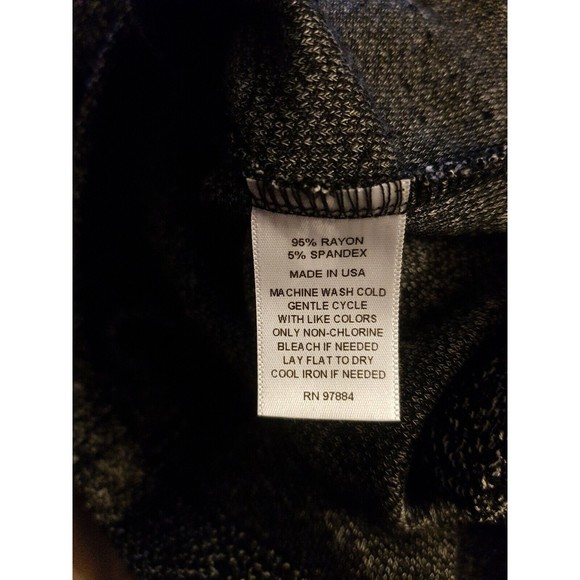 95% RAYON
5% SPANDEX
MADE IN USA
MACHINE WASH COLD
GENTLE CYCLE
WITH LIKE COLORS
ONLY NON-CHLORINE
BLEACH IF NEEDED
LAY FLAT TO DRY
COOL IRON IF NEEDED
RN 97884